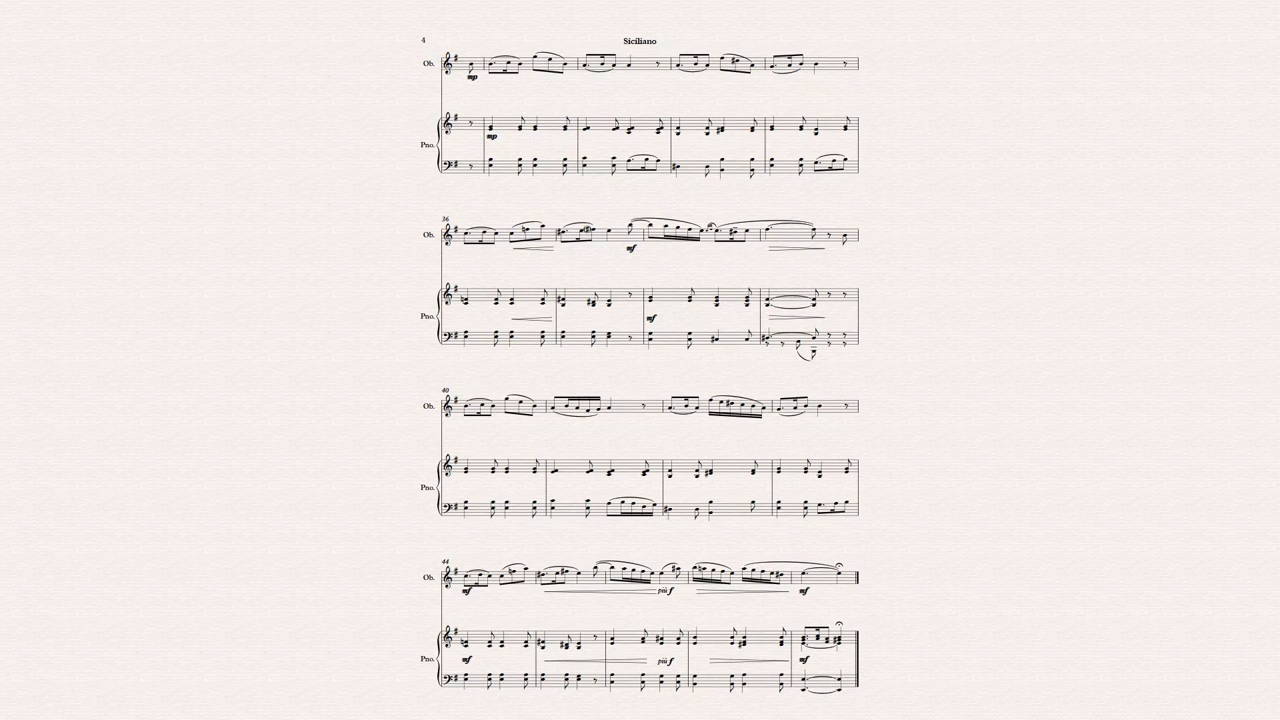 4
Siciliano
Ob.
mp
mp
Pno.
36
Ob.
mf
mf
Pno.
40
Ob.
Pno.
44
Ob.
mf più f mf
mf più f mf
Pno.